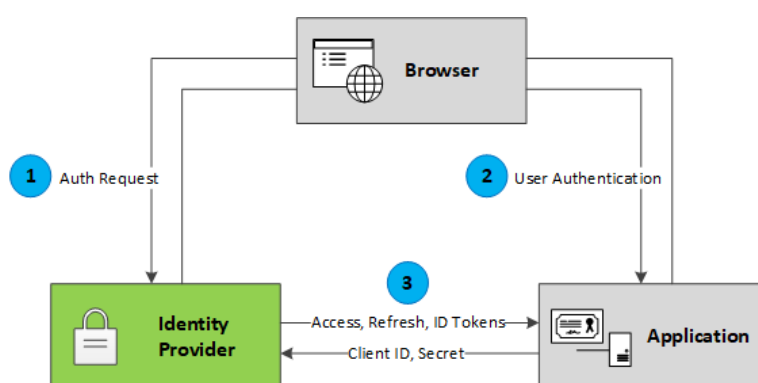 Browser
1
Auth Request
2
User Authentication
3
Access, Refresh, ID Tokens
Client ID, Secret
Identity
Provider
Application